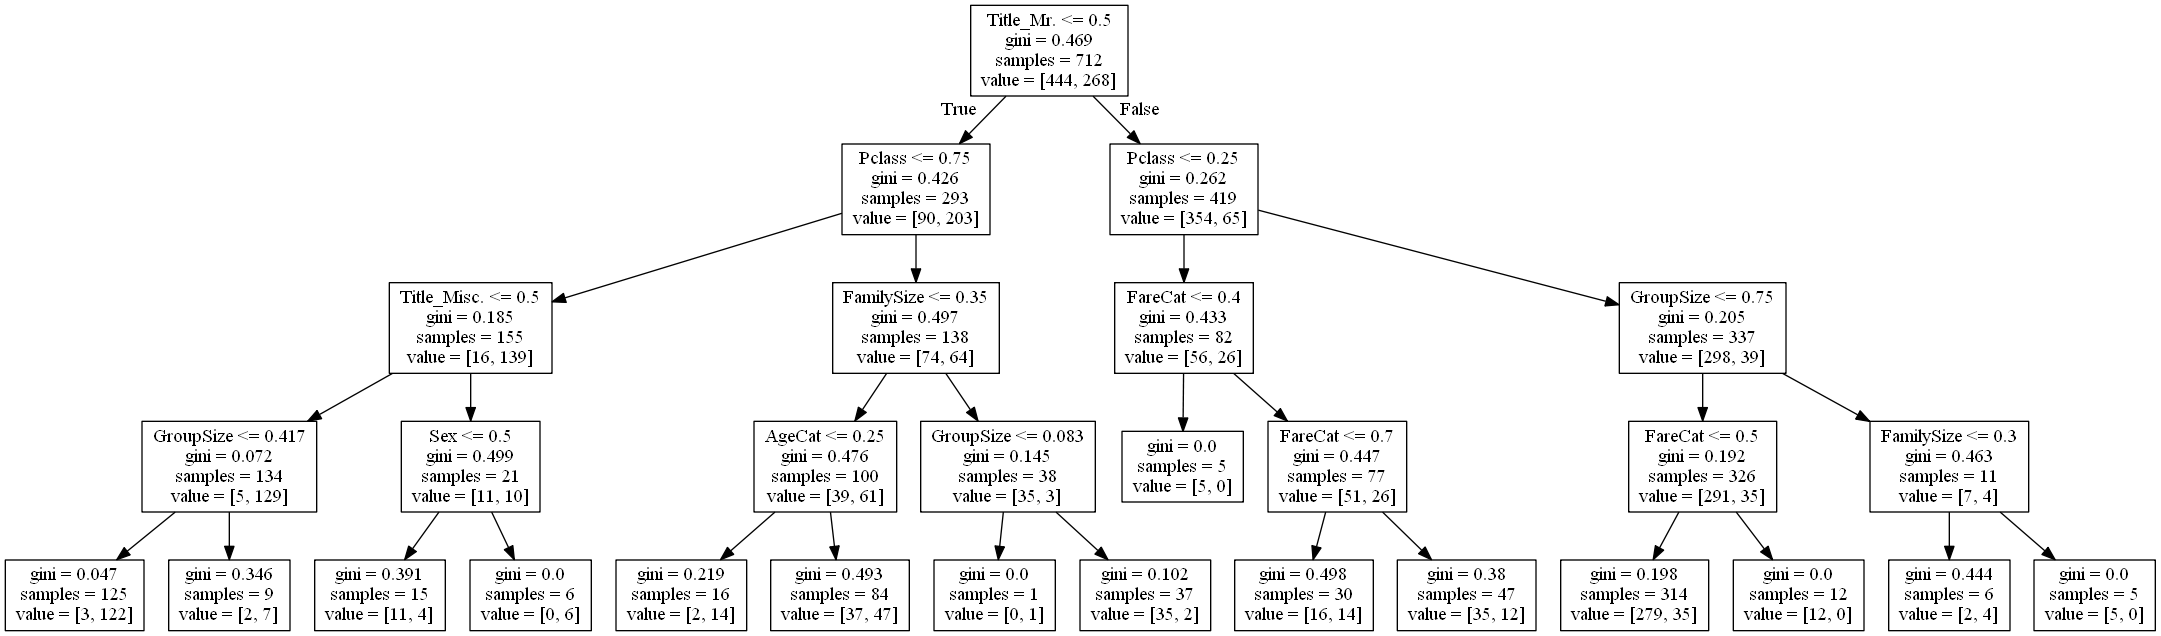 Title_Mr. <= 0.5
gini = 0.469
samples = 712
value = [444, 268]
True
False
Pclass <= 0.75
gini = 0.426
samples = 293
value = [90, 203]
Pclass <= 0.25
gini = 0.262
samples = 419
value = [354, 65]
Title_Misc. <= 0.5
gini = 0.185
samples = 155
value = [16, 139]
FamilySize <= 0.35
gini = 0.497
samples = 138
value = [74, 64]
FareCat <= 0.4
gini = 0.433
samples = 82
value = [56, 26]
GroupSize <= 0.75
gini = 0.205
samples = 337
value = [298, 39]
GroupSize <= 0.417
gini = 0.072
samples = 134
value = [5, 129]
Sex <= 0.5
gini = 0.499
samples = 21
value = [11, 10]
AgeCat <= 0.25
gini = 0.476
samples = 100
value = [39, 61]
GroupSize <= 0.083
gini = 0.145
samples = 38
value = [35, 3]
gini = 0.0
samples = 5
value = [5, 0]
FareCat <= 0.7
gini = 0.447
samples = 77
value = [51, 26]
FareCat <= 0.5
gini = 0.192
samples = 326
value = [291, 35]
FamilySize <= 0.3
gini = 0.463
samples = 11
value = [7, 4]
gini = 0.047
samples = 125
value = [3, 122]
gini = 0.346
samples = 9
value = [2, 7]
gini = 0.391
samples = 15
value = [11, 4]
gini = 0.0
samples = 6
value = [0, 6]
gini = 0.219
samples = 16
value = [2, 14]
gini = 0.493
samples = 84
value = [37, 47]
gini = 0.0
samples = 1
value = [0, 1]
gini = 0.102
samples = 37
value = [35, 2]
gini = 0.498
samples = 30
value = [16, 14]
gini = 0.38
samples = 47
value = [35, 12]
gini = 0.198
samples = 314
value = [279, 35]
gini = 0.0
samples = 12
value = [12, 0]
gini = 0.444
samples = 6
value = [2, 4]
gini = 0.0
samples = 5
value = [5, 0]